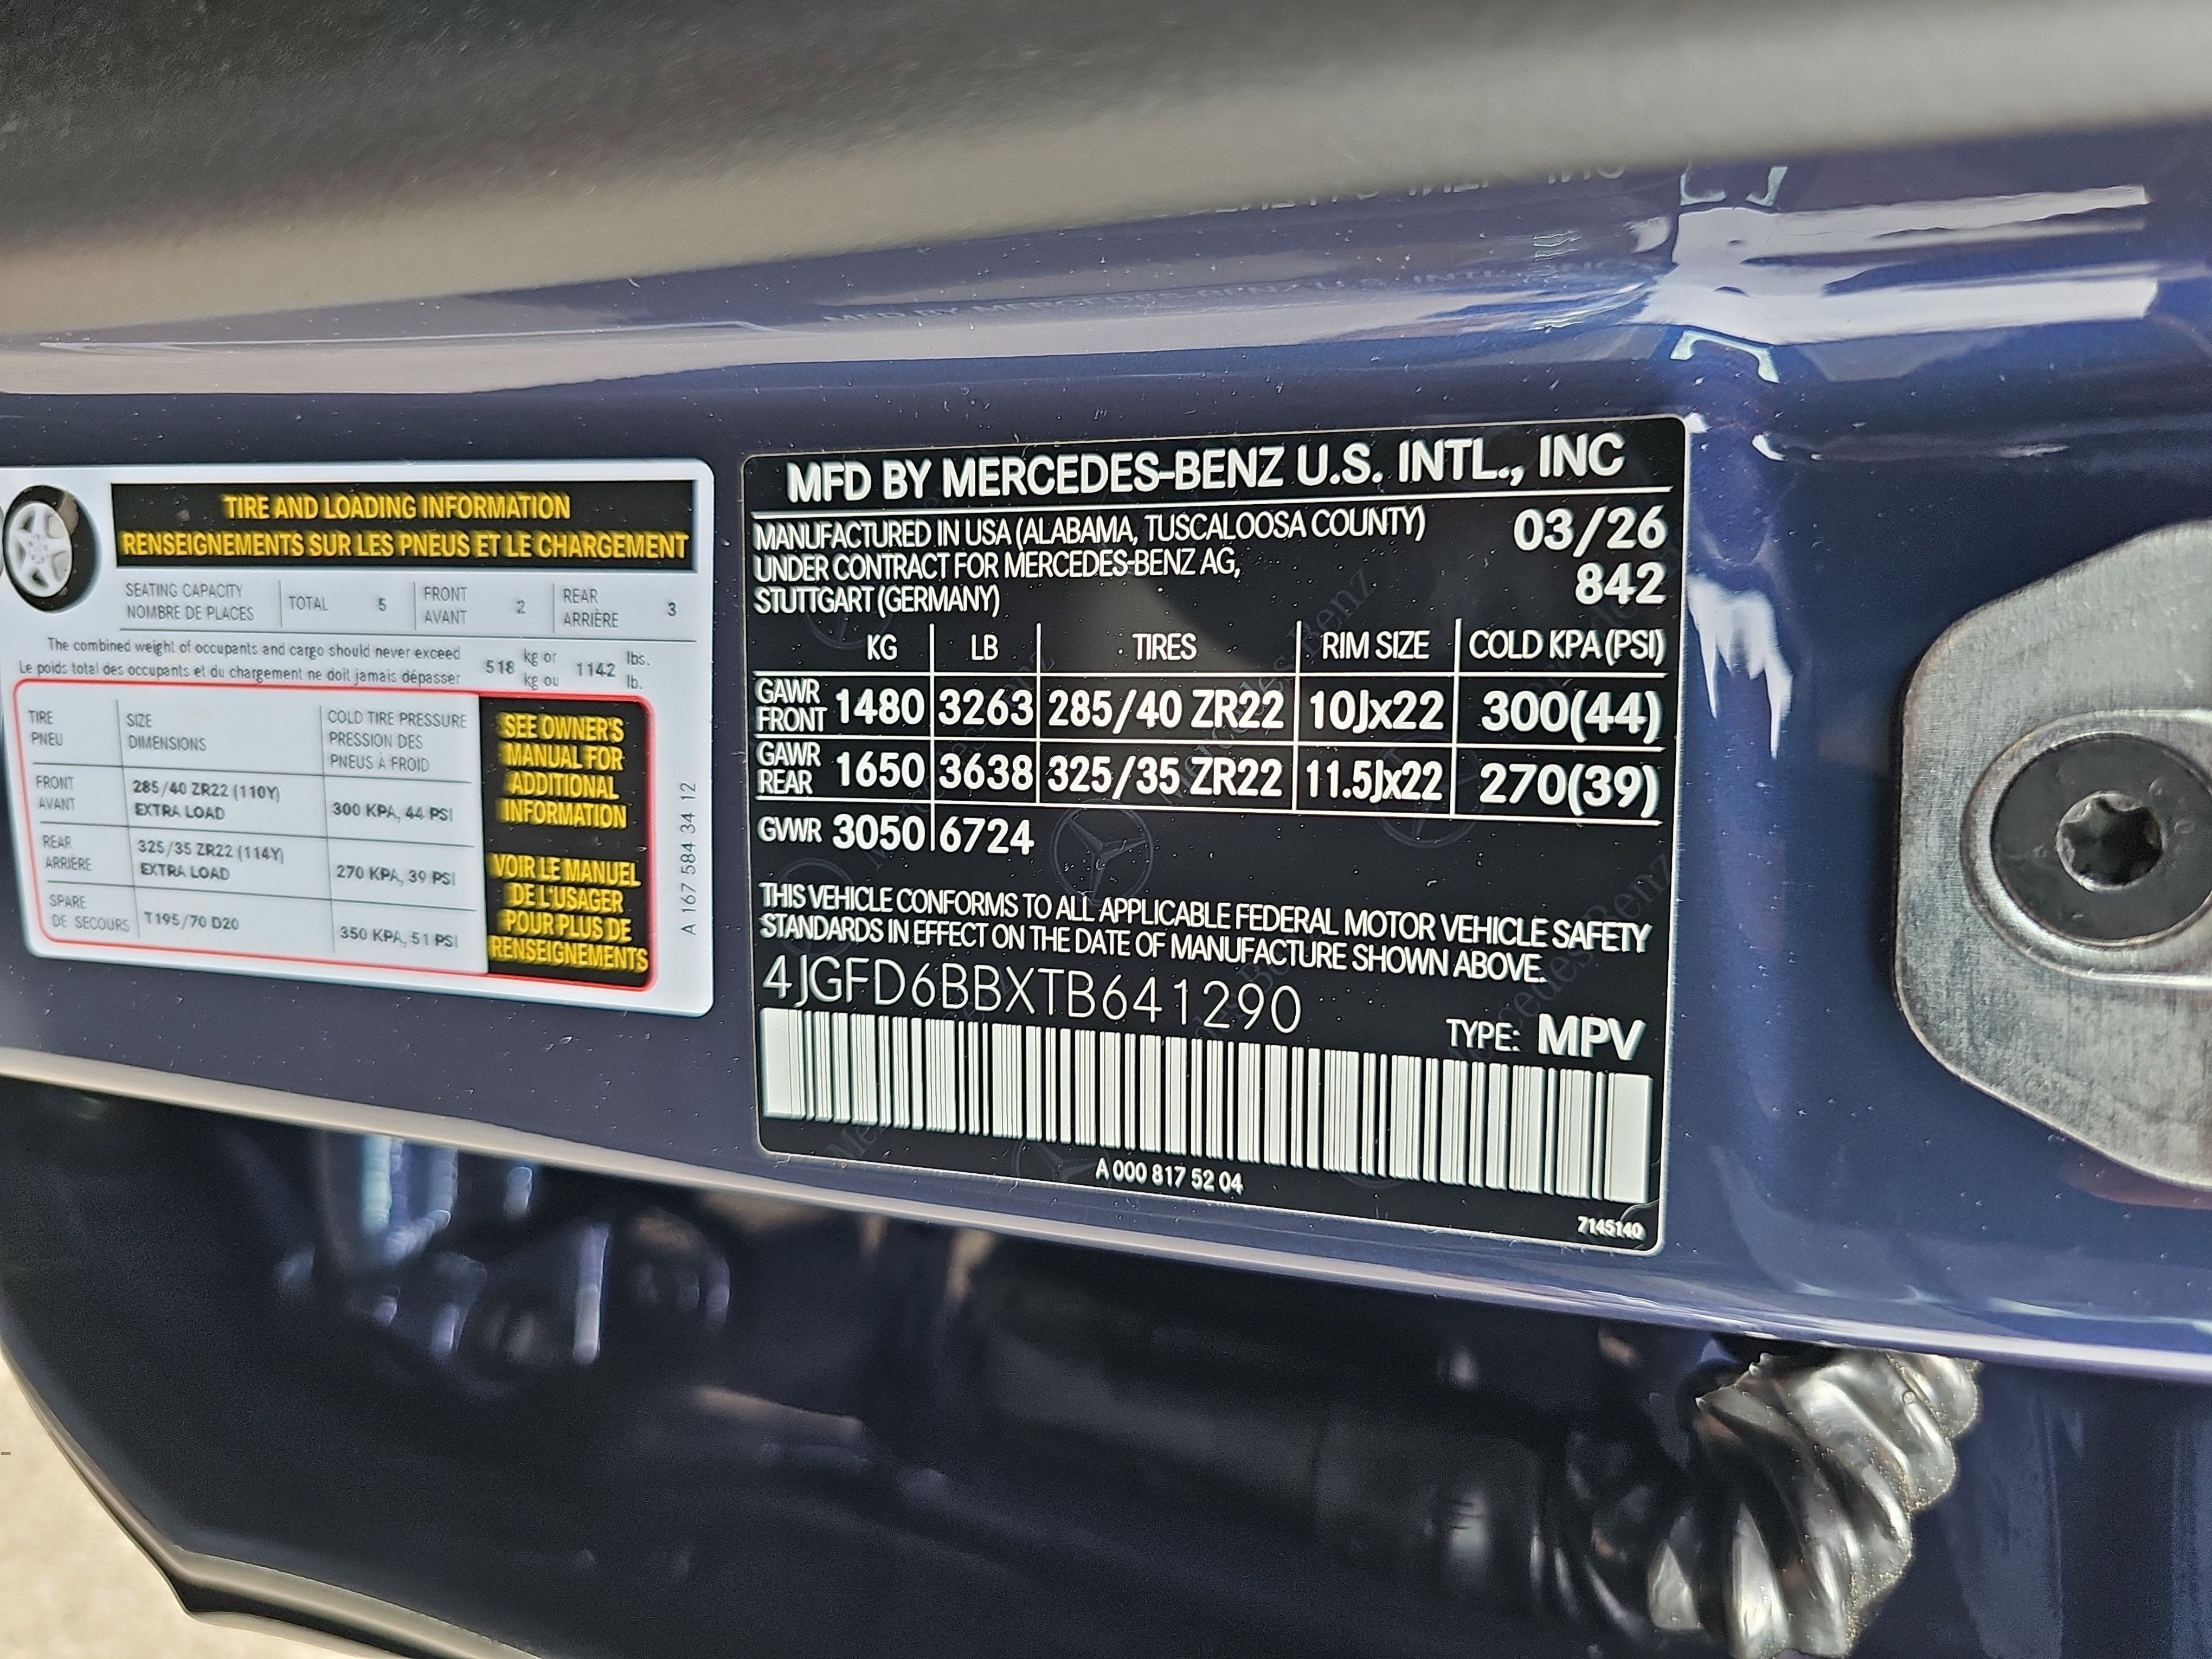 TIRE AND LOADING INFORMATION
RENSEIGNEMENTS SUR LES PNEUS ET LE CHARGEMENT
SEATING CAPACITY
NOMBRE DE PLACES
TOTAL 5
FRONT
AVANT
2
REAR
ARRIÈRE
3
The combined weight of occupants and cargo should never exceed
Le poids total des occupants et du chargement ne doit jamais dépasser
518 kg or 1142 lbs.
kg ou lb.
TIRE
PNEU
SIZE
DIMENSIONS
COLD TIRE PRESSURE
PRESSION DES
PNEUS À FROID
FRONT
AVANT
285/40 ZR22 (110Y)
EXTRA LOAD
300 KPA, 44 PSI
REAR
ARRIÈRE
325/35 ZR22 (114Y)
EXTRA LOAD
270 KPA, 39 PSI
SPARE
DE SECOURS
T195/70 D20
350 KPA, 51 PSI
SEE OWNER'S
MANUAL FOR
ADDITIONAL
INFORMATION
VOIR LE MANUEL
DE L'USAGER
POUR PLUS DE
RENSEIGNEMENTS
A 167 584 34 12
MFD BY MERCEDES-BENZ U.S. INTL., INC
MANUFACTURED IN USA (ALABAMA, TUSCALOOSA COUNTY) 03/26
UNDER CONTRACT FOR MERCEDES-BENZ AG,
STUTTGART (GERMANY) 842
KG LB TIRES RIM SIZE COLD KPA (PSI)
GAWR
FRONT
1480 3263 285/40 ZR22 10Jx22 300(44)
GAWR
REAR
1650 3638 325/35 ZR22 11.5Jx22 270(39)
GVWR 3050 6724
THIS VEHICLE CONFORMS TO ALL APPLICABLE FEDERAL MOTOR VEHICLE SAFETY
STANDARDS IN EFFECT ON THE DATE OF MANUFACTURE SHOWN ABOVE.
4JGFD6BBXTB641290
TYPE: MPV
A 000 817 52 04
7145140